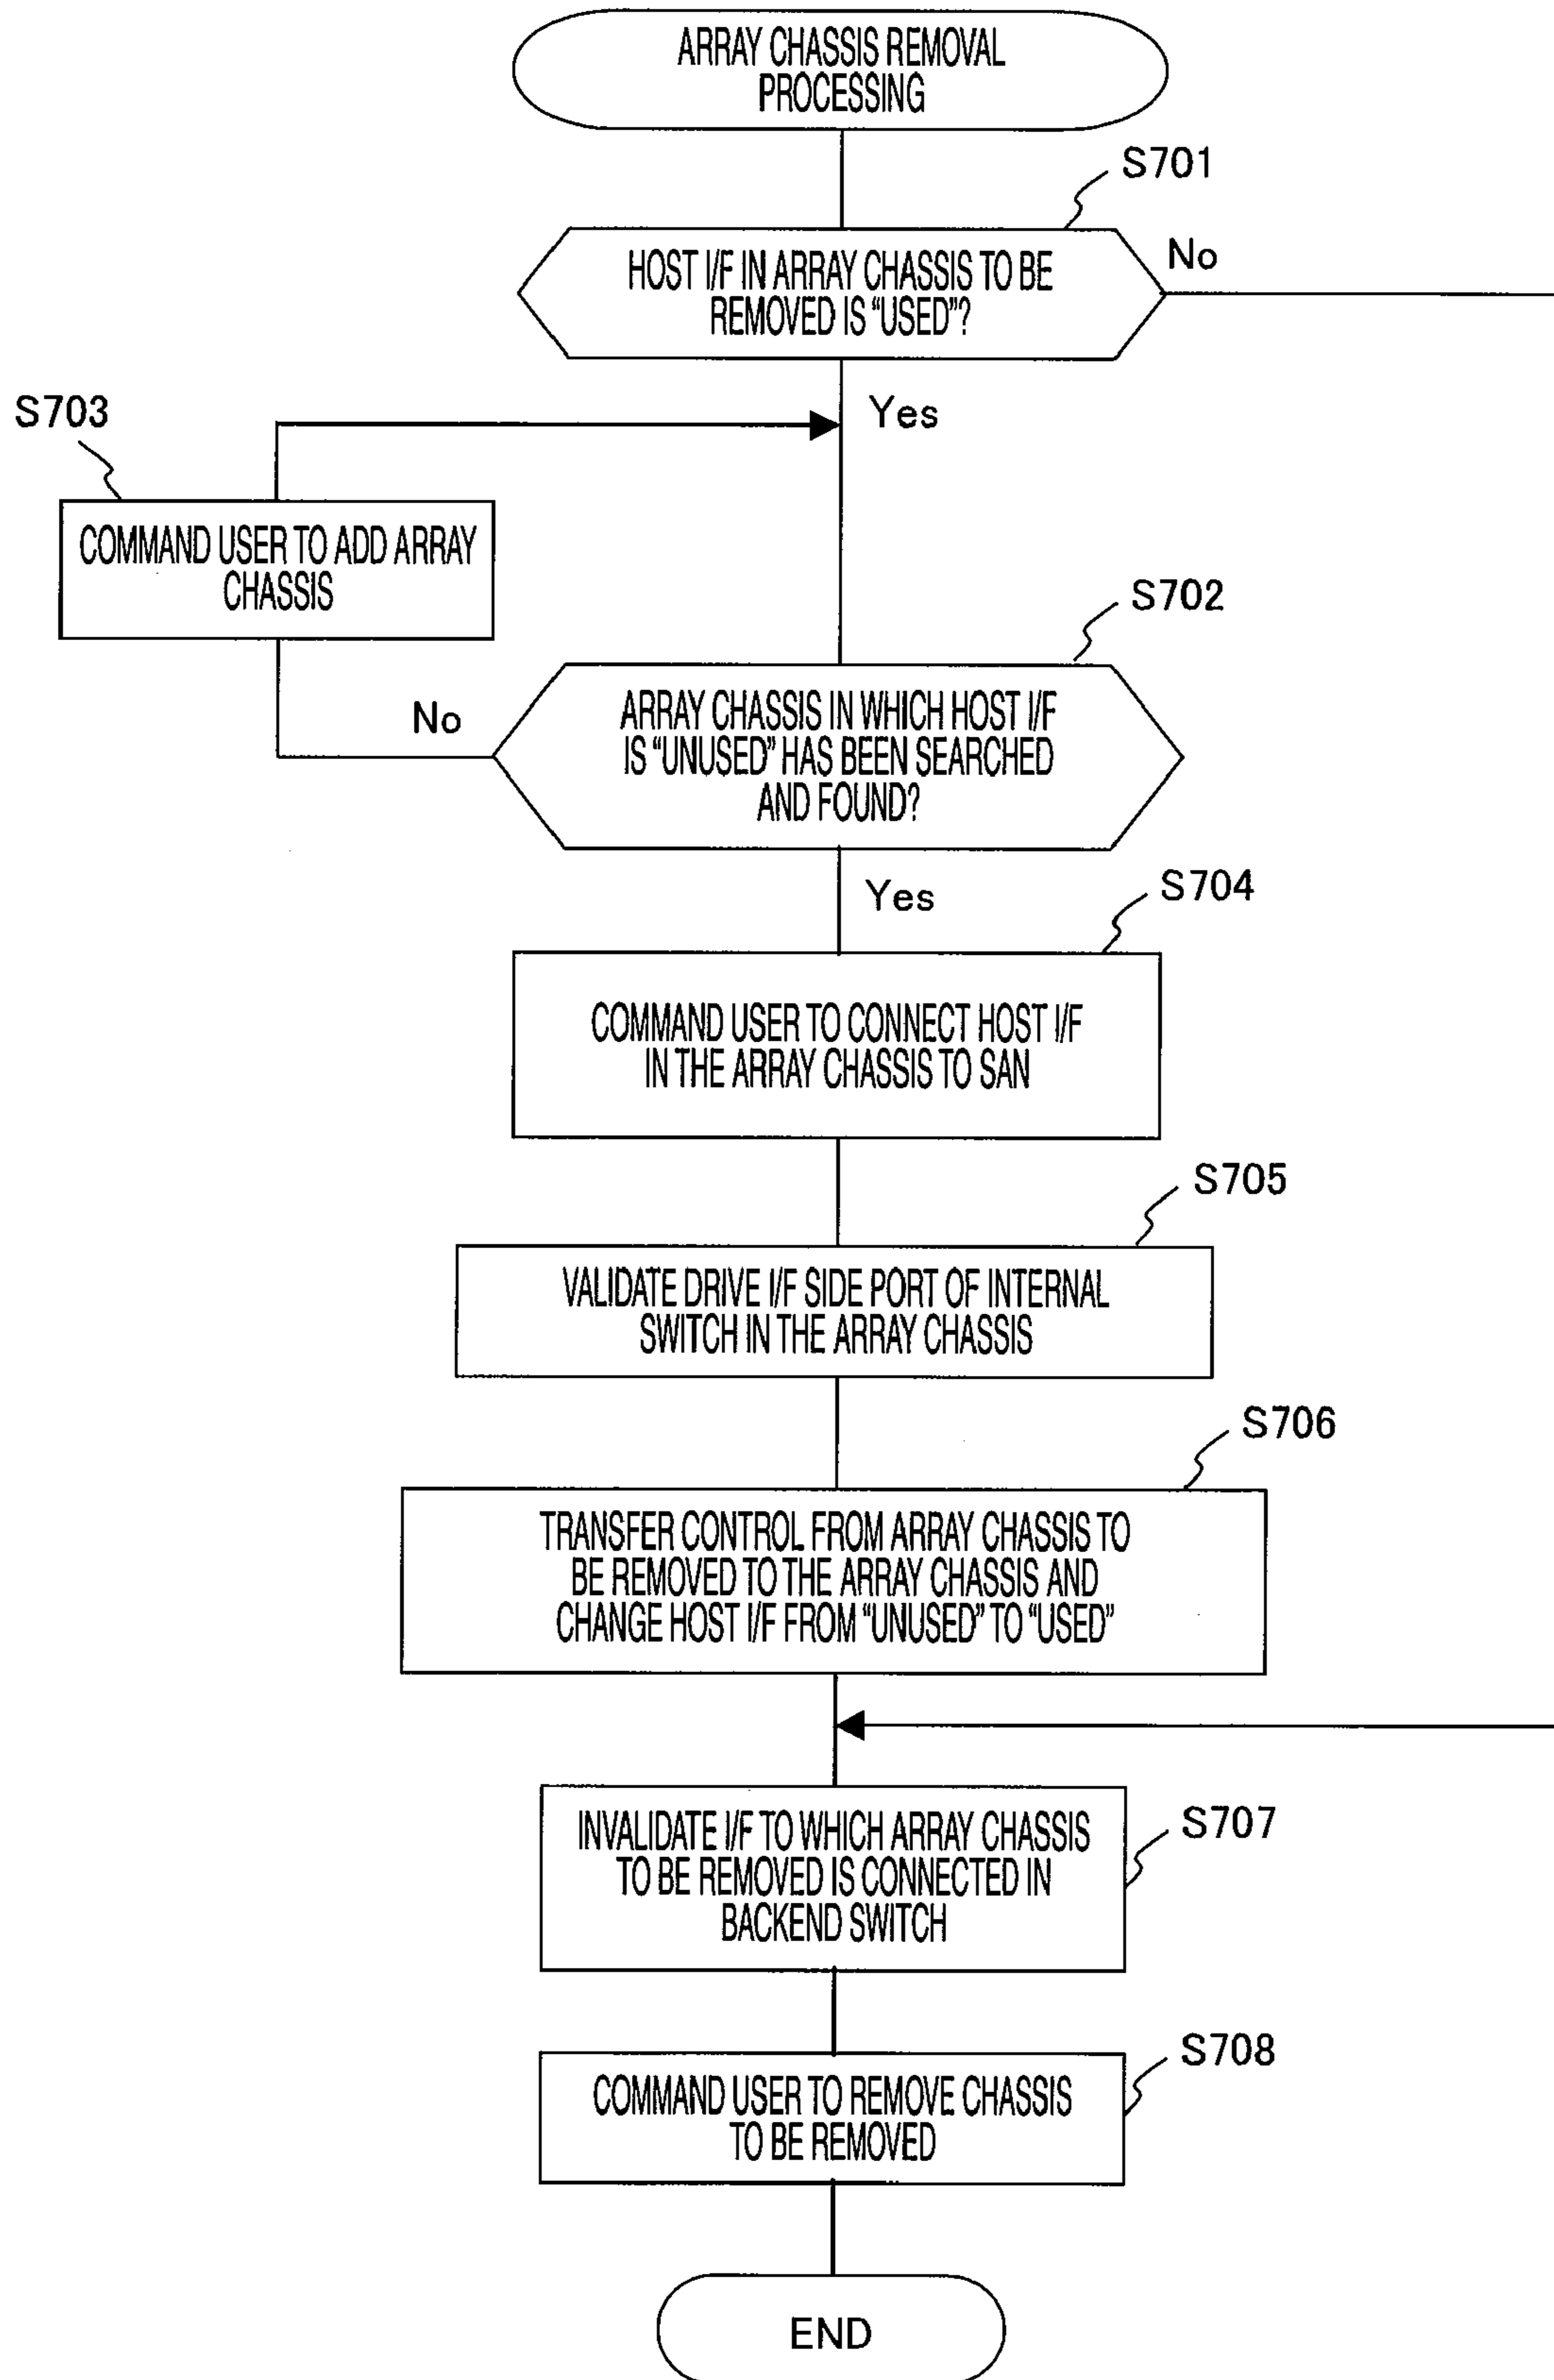 ARRAY CHASSIS REMOVAL
PROCESSING
S701
HOST I/F IN ARRAY CHASSIS TO BE
REMOVED IS “USED”?
No
Yes
S703
COMMAND USER TO ADD ARRAY
CHASSIS
S702
ARRAY CHASSIS IN WHICH HOST I/F
IS “UNUSED” HAS BEEN SEARCHED
AND FOUND?
No
Yes
S704
COMMAND USER TO CONNECT HOST I/F
IN THE ARRAY CHASSIS TO SAN
S705
VALIDATE DRIVE I/F SIDE PORT OF INTERNAL
SWITCH IN THE ARRAY CHASSIS
S706
TRANSFER CONTROL FROM ARRAY CHASSIS TO
BE REMOVED TO THE ARRAY CHASSIS AND
CHANGE HOST I/F FROM “UNUSED” TO “USED”
S707
INVALIDATE I/F TO WHICH ARRAY CHASSIS
TO BE REMOVED IS CONNECTED IN
BACKEND SWITCH
S708
COMMAND USER TO REMOVE CHASSIS
TO BE REMOVED
END